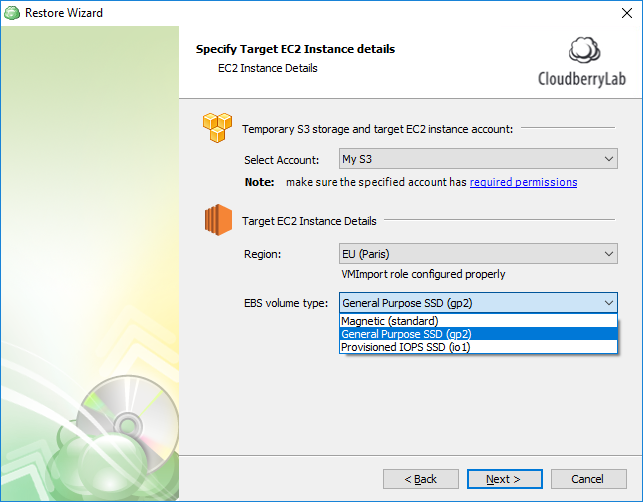 Restore Wizard
Specify Target EC2 Instance details
EC2 Instance Details
CloudberryLab
Temporary S3 storage and target EC2 instance account:
Select Account: My S3
Note: make sure the specified account has required permissions
Target EC2 Instance Details
Region: EU (Paris)
VMImport role configured properly
EBS volume type: General Purpose SSD (gp2)
Magnetic (standard)
General Purpose SSD (gp2)
Provisioned IOPS SSD (io1)
< Back Next > Cancel